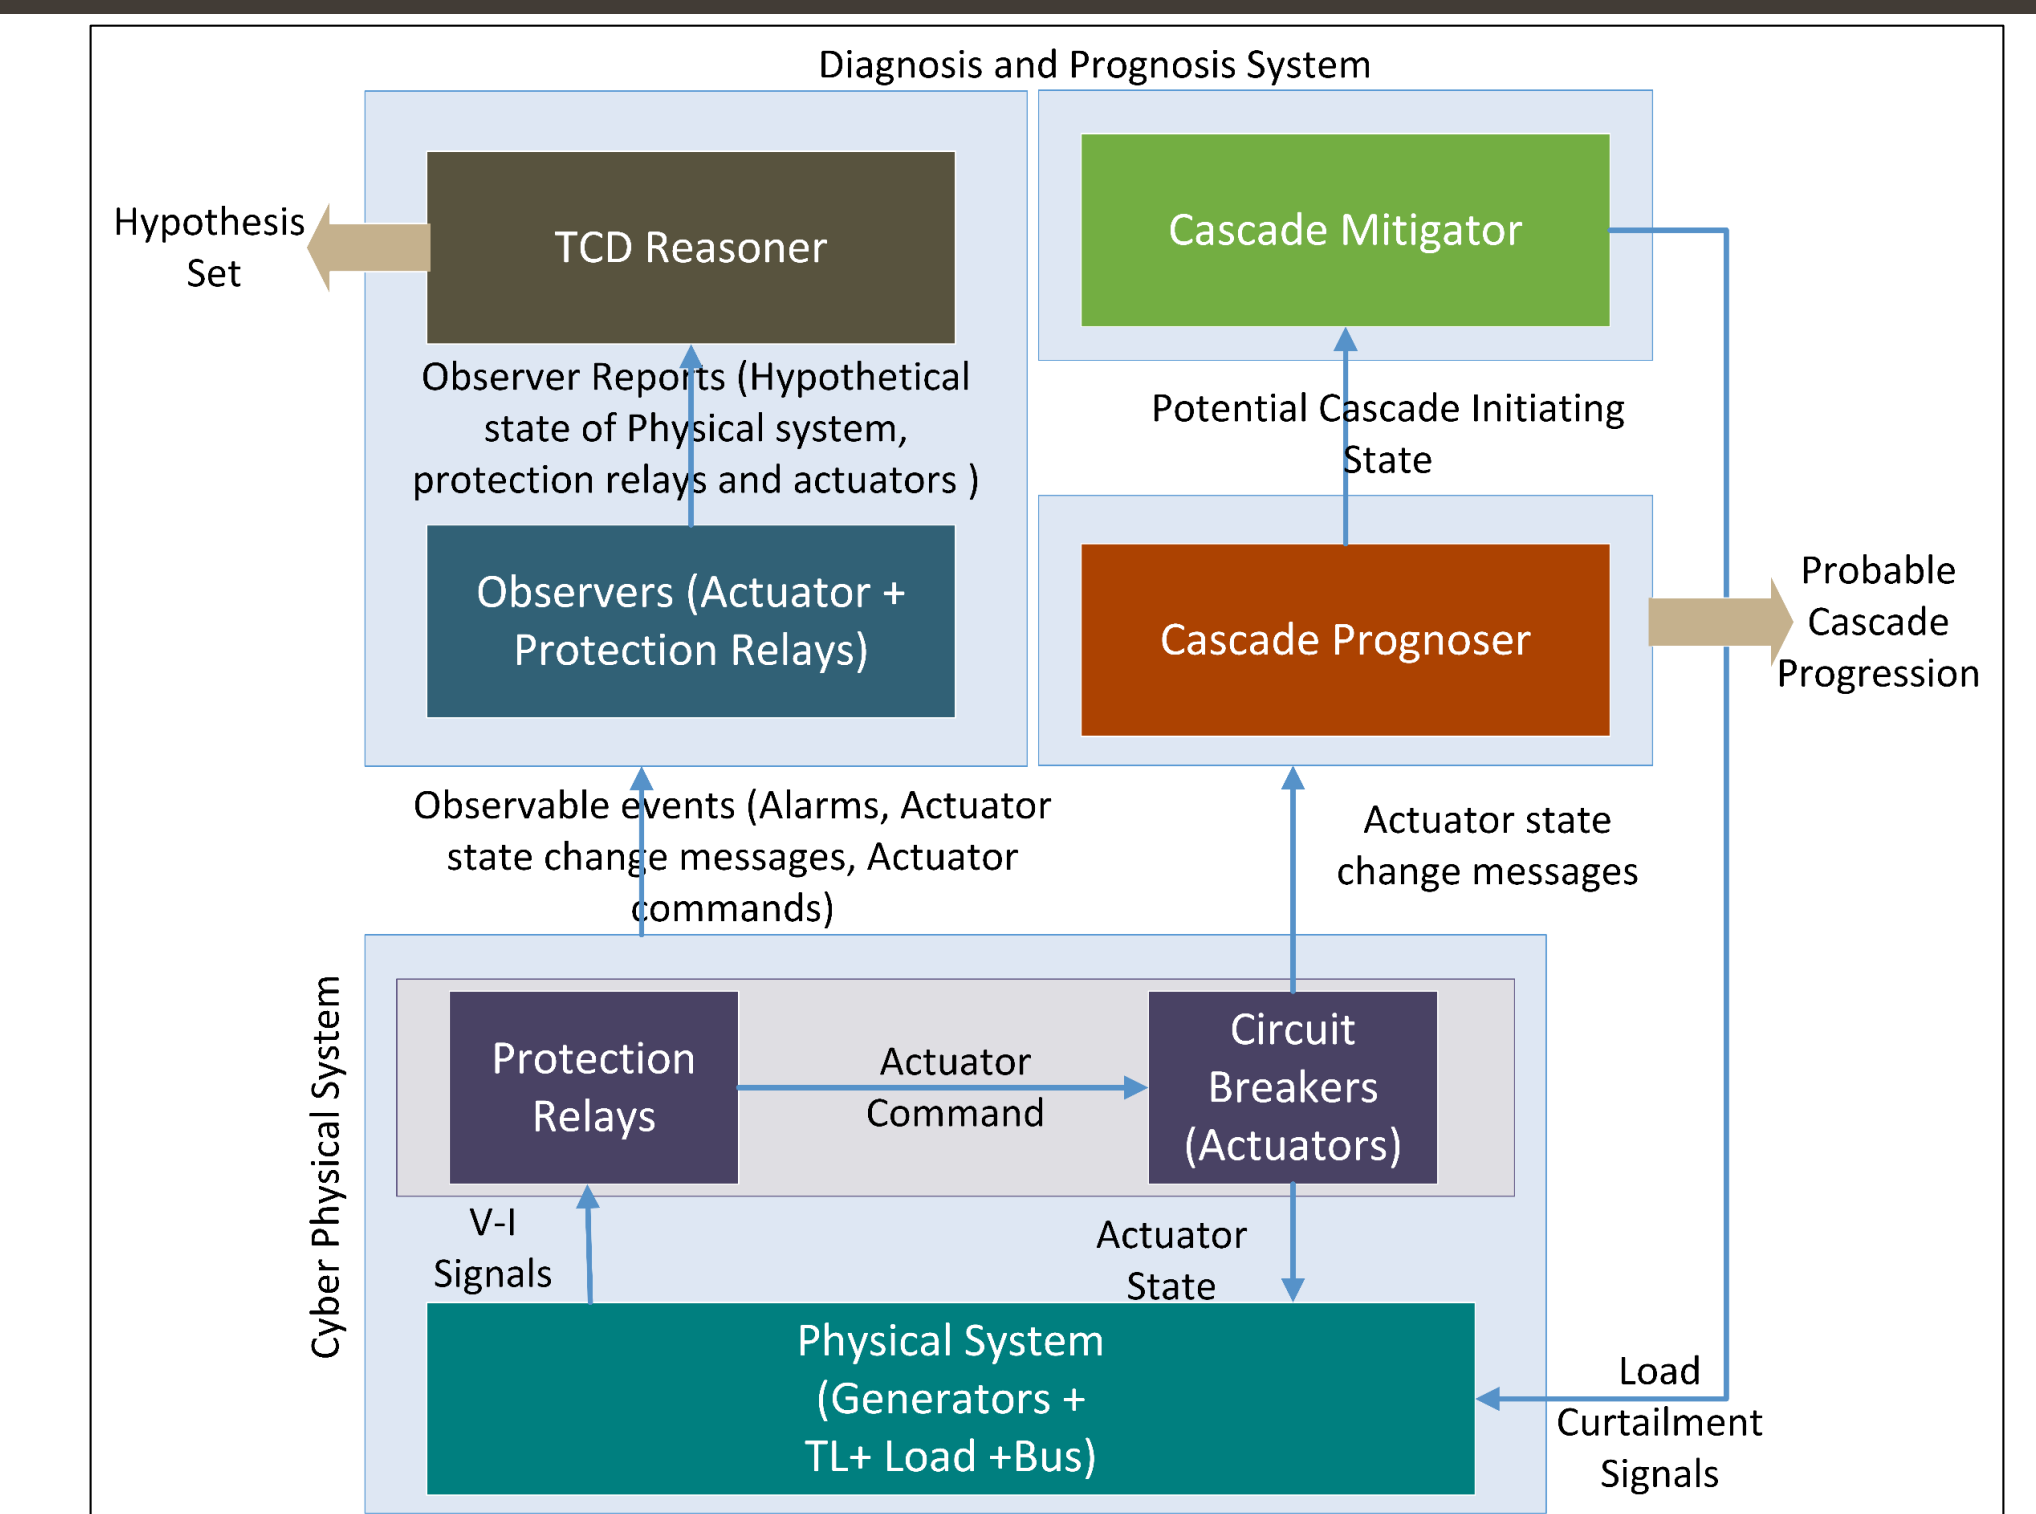 Diagnosis and Prognosis System
Hypothesis
Set
TCD Reasoner
Cascade Mitigator
Observer Reports (Hypothetical
state of Physical system,
protection relays and actuators )
Potential Cascade Initiating
State
Observers (Actuator +
Protection Relays)
Cascade Prognoser
Probable
Cascade
Progression
Observable events (Alarms, Actuator
state change messages, Actuator
commands)
Actuator state
change messages
Cyber Physical System
Protection
Relays
Actuator
Command
Circuit
Breakers
(Actuators)
V-I
Signals
Actuator
State
Physical System
(Generators +
TL+ Load +Bus)
Load
Curtailment
Signals